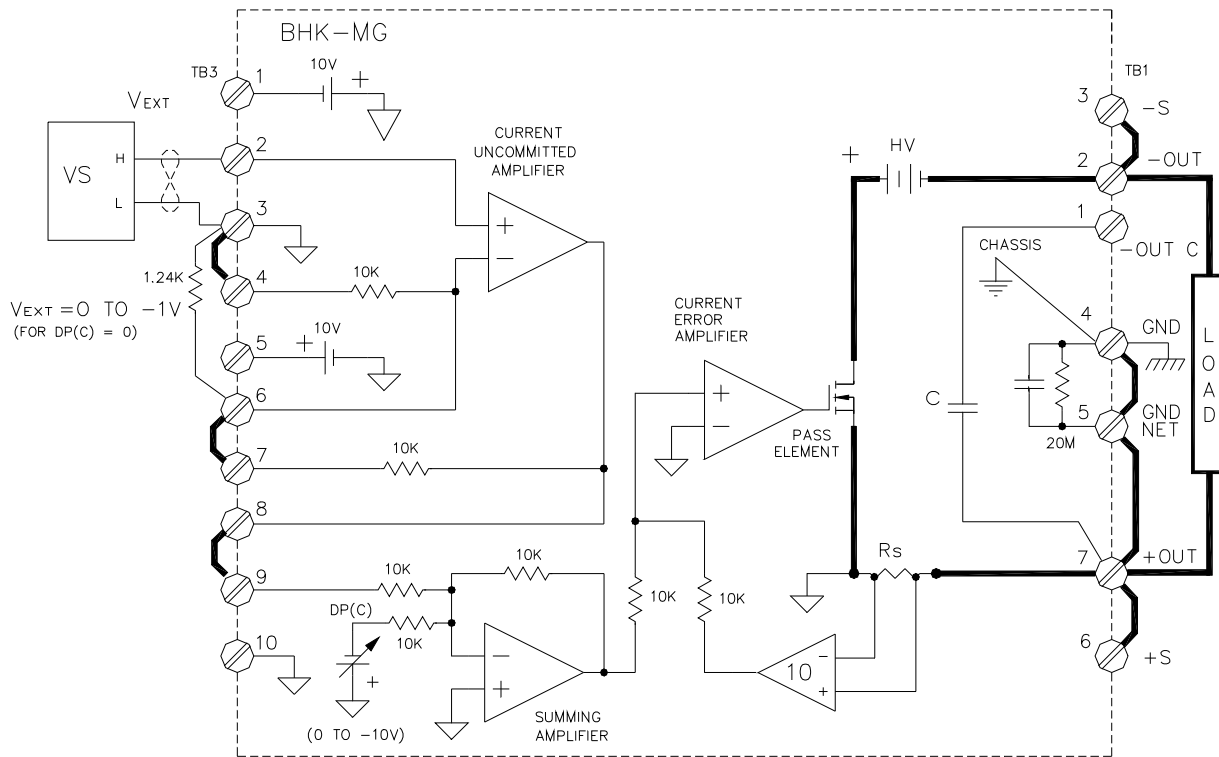 BHK-MG
TB3
1
10V
+
VEXT
VS
H
L
2
3
4
1.24K
10K
VEXT =0 TO -1V
(FOR DP(C) = 0)
5
+
10V
6
7
10K
8
9
10K
10K
DP(C)
10K
+
(0 TO -10V)
10
CURRENT
UNCOMMITTED
AMPLIFIER
+
−
−
+
SUMMING
AMPLIFIER
CURRENT
ERROR
AMPLIFIER
+
−
PASS
ELEMENT
10K
10K
+
HV
Rs
10
-
+
C
CHASSIS
20M
TB1
3
-S
2
-OUT
1
-OUT C
4
GND
5
GND
NET
7
+OUT
6
+S
LOAD